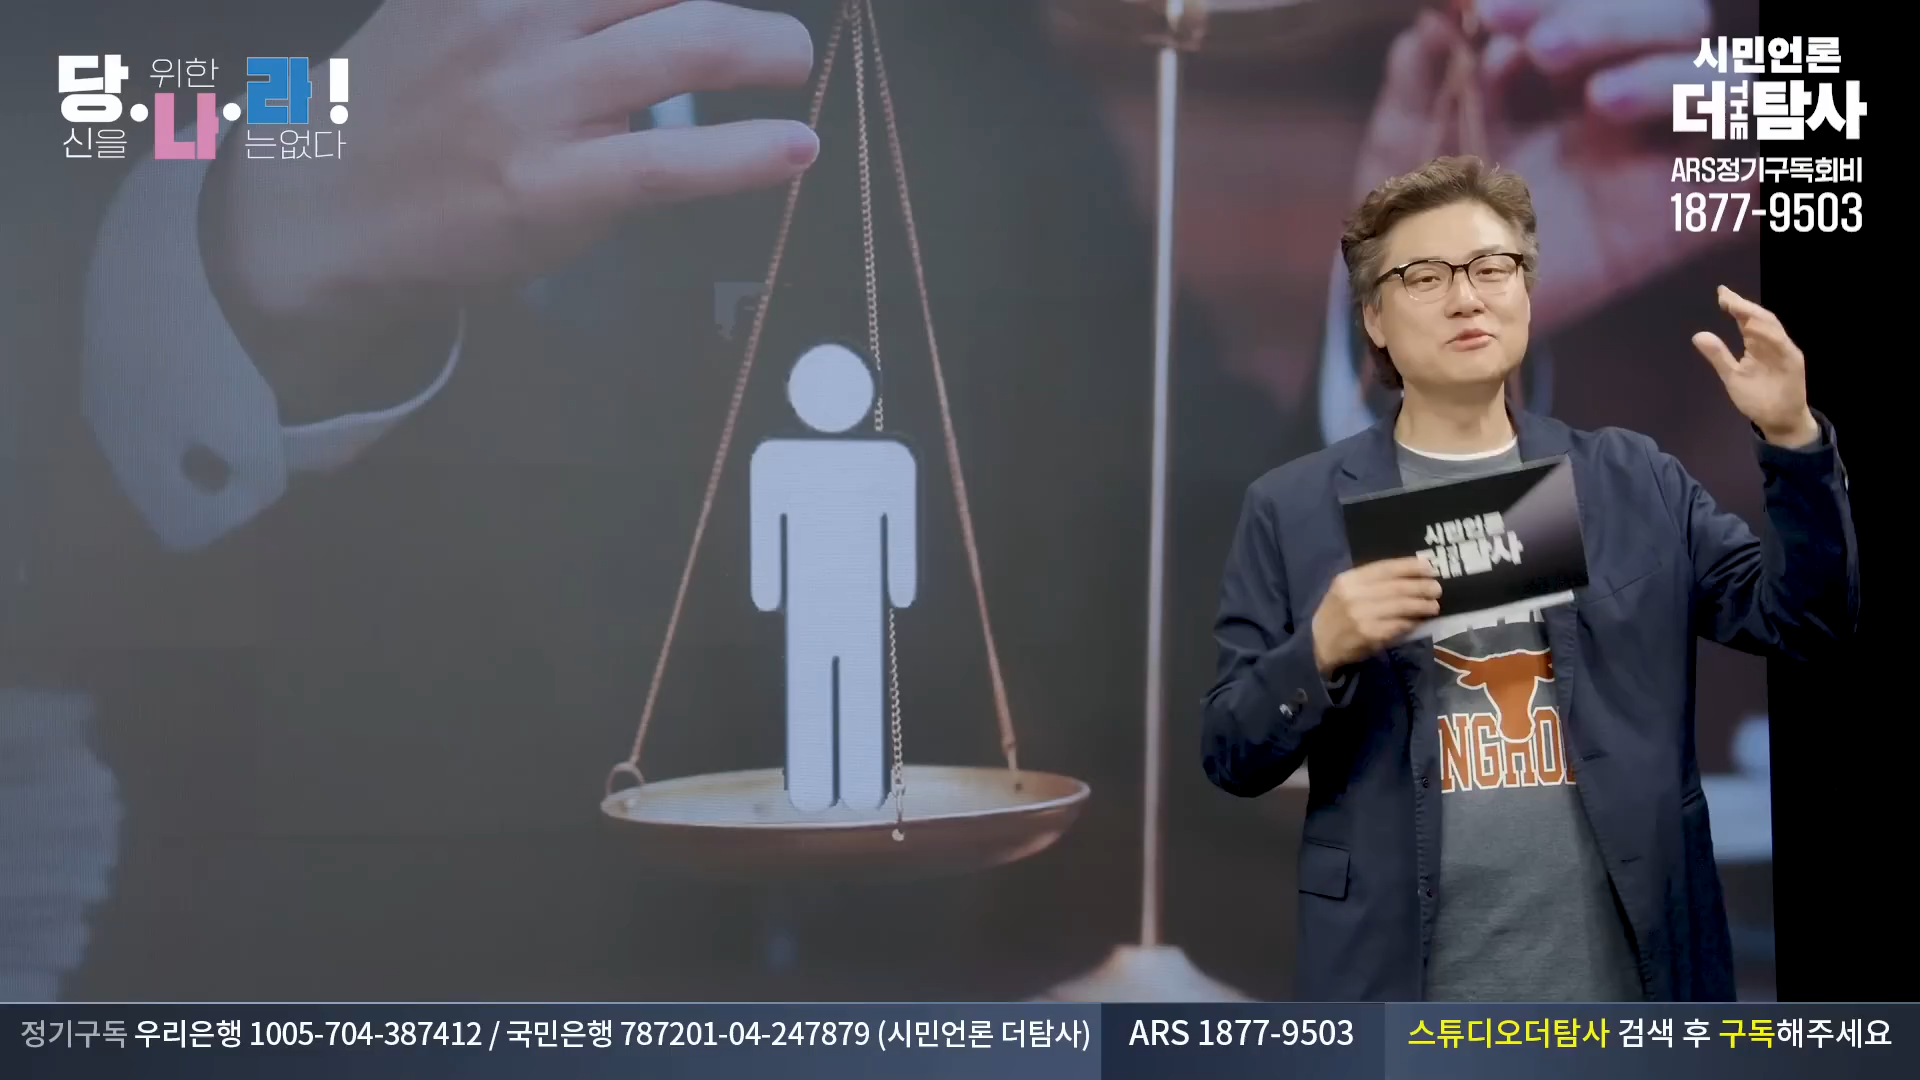 당.나.라!
위한
신을
는없다
시민언론
더탐사
THE
ARS정기구독회비
1877-9503
시민언론
더탐사
NGHO
정기구독 우리은행 1005-704-387412 / 국민은행 787201-04-247879 (시민언론 더탐사)
ARS 1877-9503
스튜디오더탐사 검색 후 구독해주세요